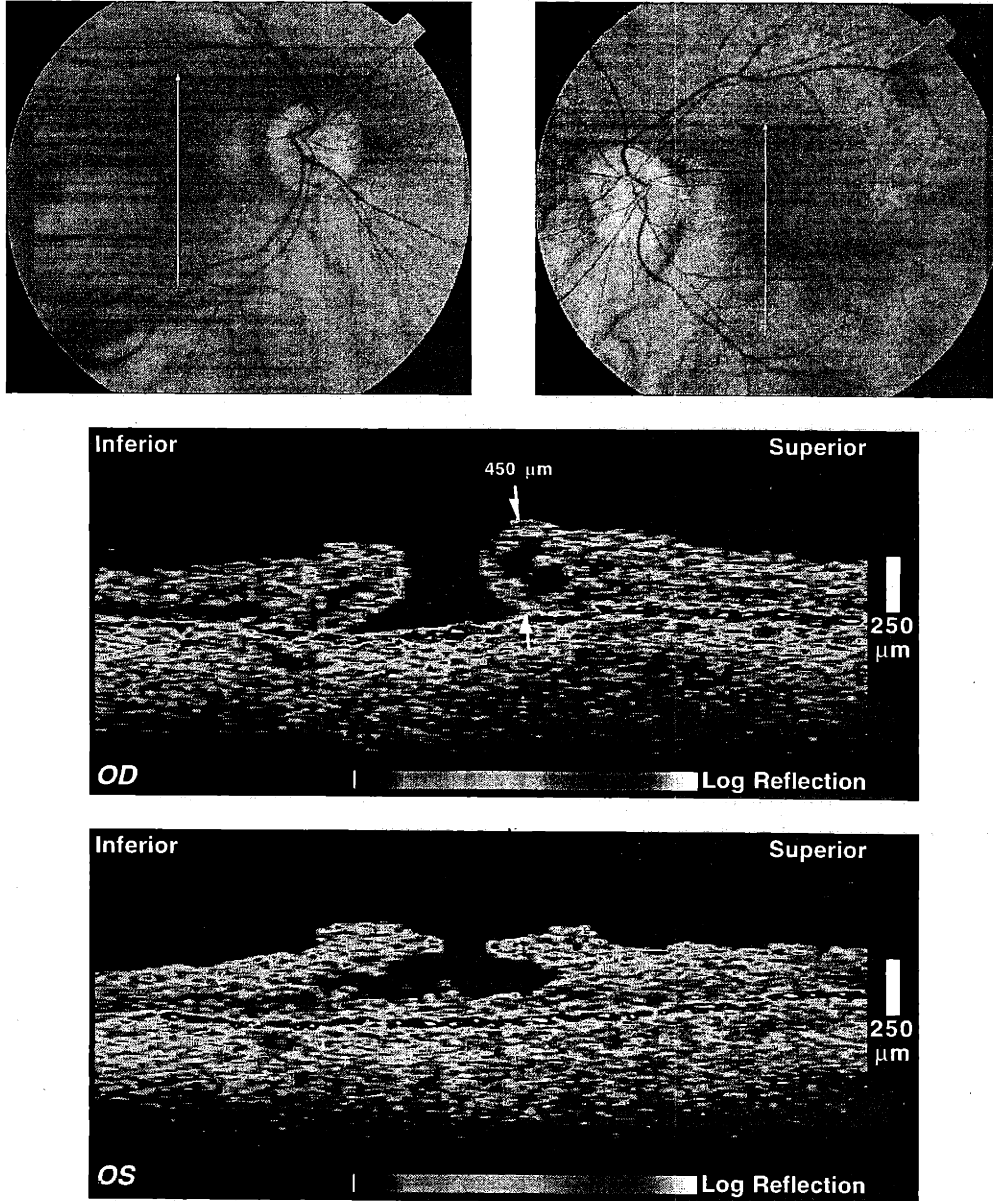 Inferior
Superior
450 µm
250
µm
OD
Log Reflection
Inferior
Superior
250
µm
OS
Log Reflection